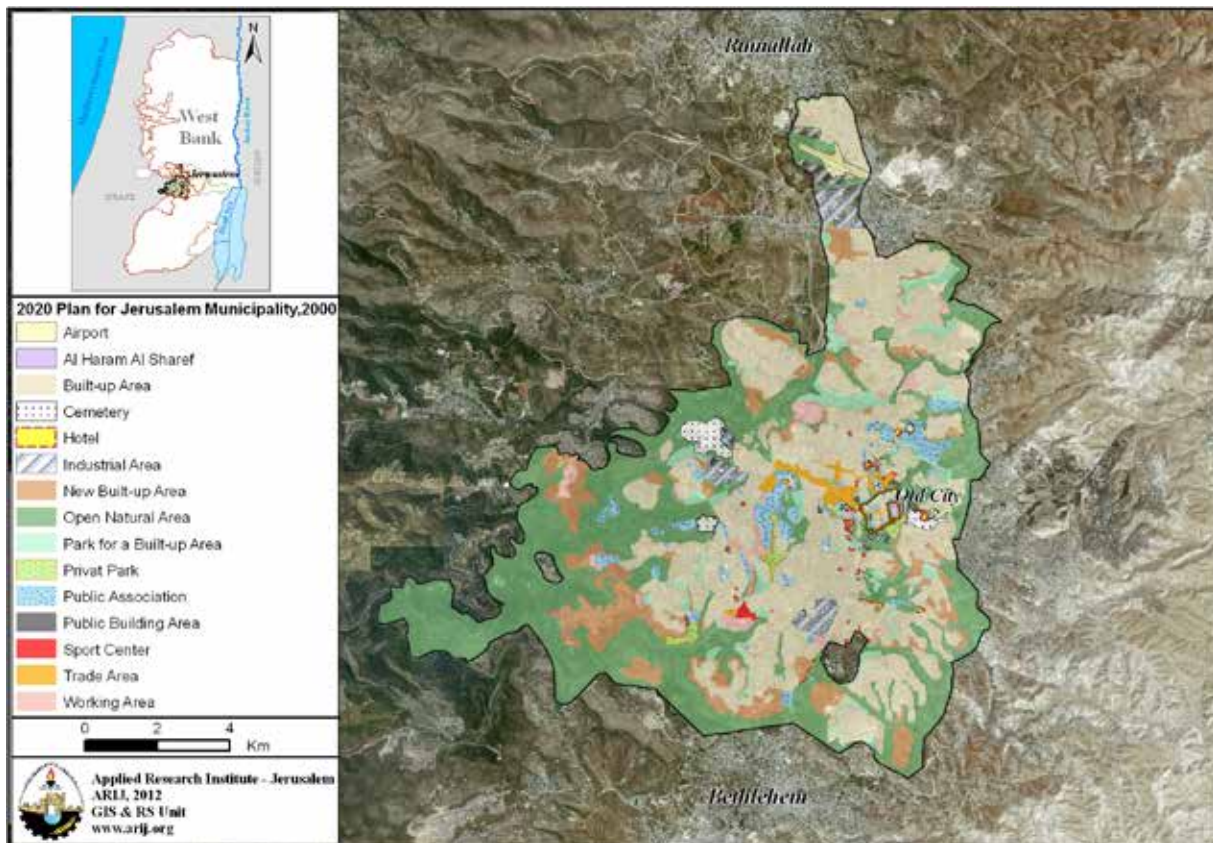 N
West
Bank
Jerusalem
ISRAEL
Ramallah
Old City
Bethlehem
2020 Plan for Jerusalem Municipality,2000
Airport
Al Haram Al Sharef
Built-up Area
Cemetery
Hotel
Industrial Area
New Built-up Area
Open Natural Area
Park for a Built-up Area
Privat Park
Public Association
Public Building Area
Sport Center
Trade Area
Working Area
0 2 4
Km
Applied Research Institute - Jerusalem
ARIJ, 2012
GIS & RS Unit
www.arij.org